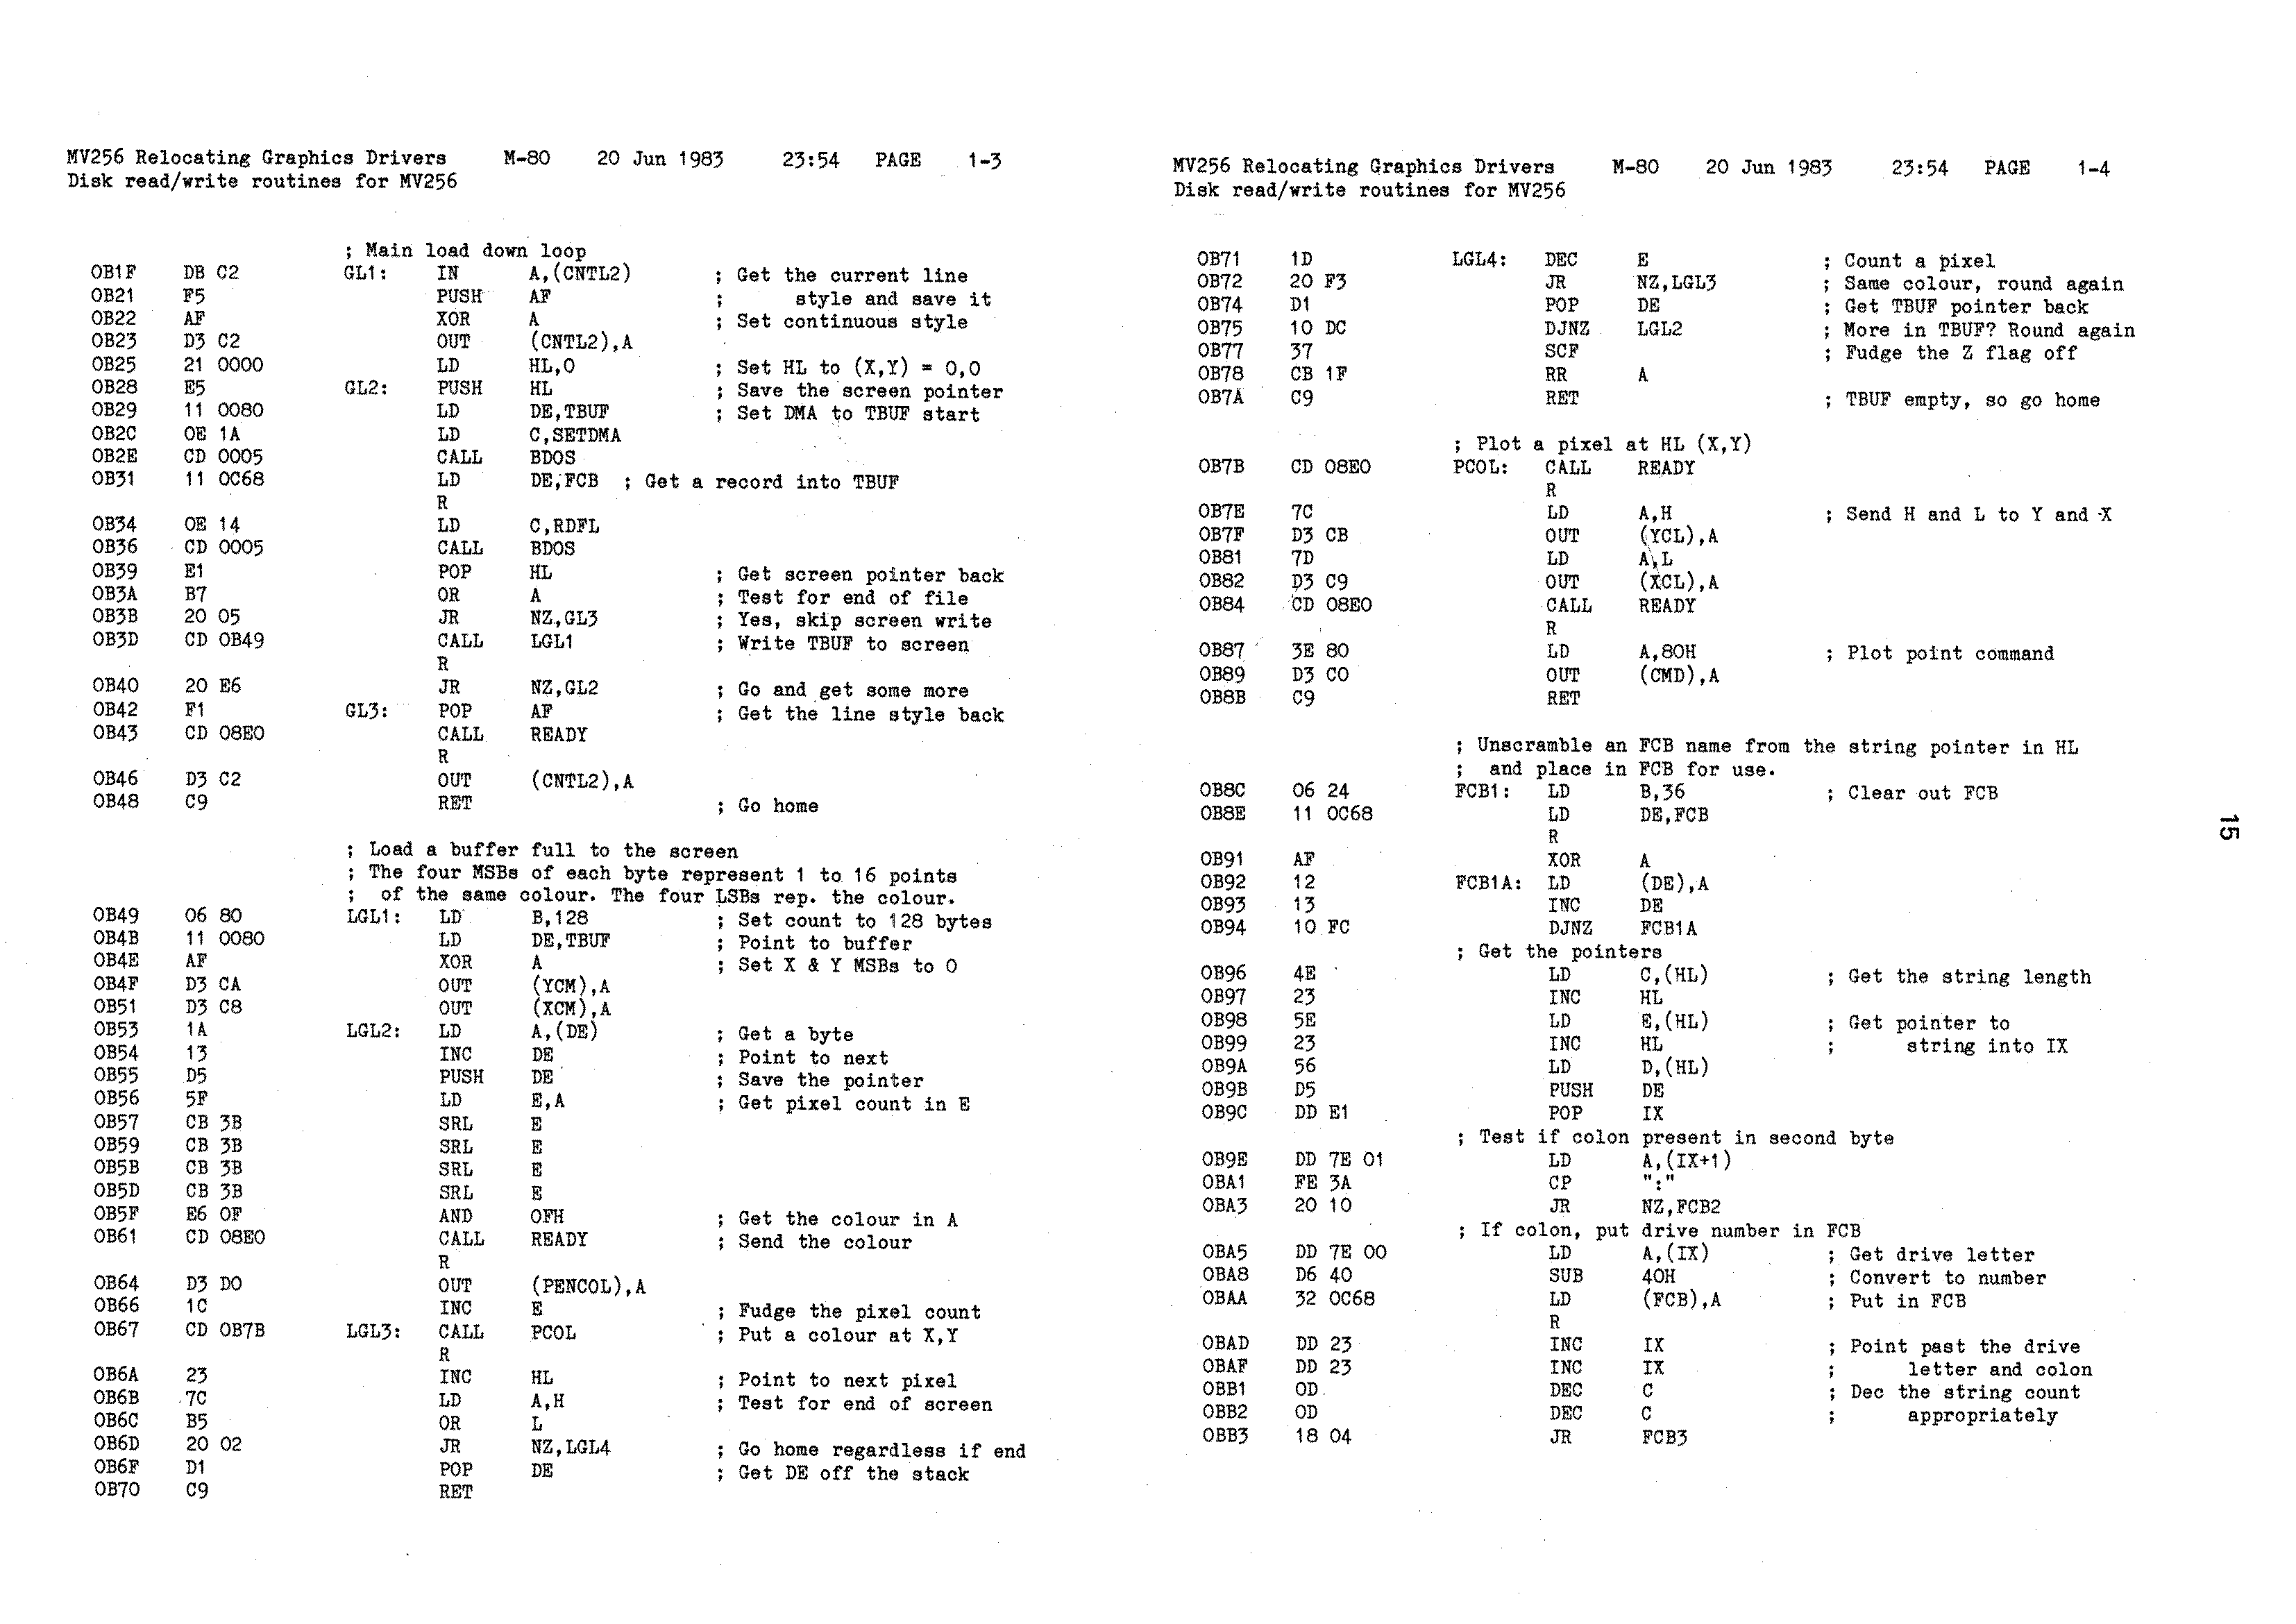 MV256 Relocating Graphics Drivers M-80 20 Jun 1983 23:54 PAGE 1-3
Disk read/write routines for MV256
; Main load down loop
0B1F DB C2 GL1: IN A,(CNTL2) ; Get the current line
0B21 F5 PUSH AF ; style and save it
0B22 AF XOR A ; Set continuous style
0B23 D3 C2 OUT (CNTL2),A
0B25 21 0000 LD HL,0 ; Set HL to (X,Y) = 0,0
0B28 E5 GL2: PUSH HL ; Save the screen pointer
0B29 11 0080 LD DE,TBUF ; Set DMA to TBUF start
0B2C 0E 1A LD C,SETDMA
0B2E CD 0005 CALL BDOS
0B31 11 0C68 LD DE,FCB ; Get a record into TBUF
R
0B34 0E 14 LD C,RDFL
0B36 CD 0005 CALL BDOS
0B39 E1 POP HL ; Get screen pointer back
0B3A B7 OR A ; Test for end of file
0B3B 20 05 JR NZ,GL3 ; Yes, skip screen write
0B3D CD 0B49 CALL LGL1 ; Write TBUF to screen
R
0B40 20 E6 JR NZ,GL2 ; Go and get some more
0B42 F1 GL3: POP AF ; Get the line style back
0B43 CD 08E0 CALL READY
R
0B46 D3 C2 OUT (CNTL2),A
0B48 C9 RET ; Go home
; Load a buffer full to the screen
; The four MSBs of each byte represent 1 to 16 points
; of the same colour. The four LSBs rep. the colour.
0B49 06 80 LGL1: LD B,128 ; Set count to 128 bytes
0B4B 11 0080 LD DE,TBUF ; Point to buffer
0B4E AF XOR A ; Set X & Y MSBs to 0
0B4F D3 CA OUT (YCM),A
0B51 D3 C8 OUT (XCM),A
0B53 1A LGL2: LD A,(DE) ; Get a byte
0B54 13 INC DE ; Point to next
0B55 D5 PUSH DE ; Save the pointer
0B56 5F LD E,A ; Get pixel count in E
0B57 CB 3B SRL E
0B59 CB 3B SRL E
0B5B CB 3B SRL E
0B5D CB 3B SRL E
0B5F E6 0F AND 0FH ; Get the colour in A
0B61 CD 08E0 CALL READY ; Send the colour
R
0B64 D3 D0 OUT (PENCOL),A
0B66 1C INC E ; Fudge the pixel count
0B67 CD 0B7B LGL3: CALL PCOL ; Put a colour at X,Y
R
0B6A 23 INC HL ; Point to next pixel
0B6B 7C LD A,H ; Test for end of screen
0B6C B5 OR L
0B6D 20 02 JR NZ,LGL4 ; Go home regardless if end
0B6F D1 POP DE ; Get DE off the stack
0B70 C9 RET
MV256 Relocating Graphics Drivers M-80 20 Jun 1983 23:54 PAGE 1-4
Disk read/write routines for MV256
0B71 1D LGL4: DEC E ; Count a pixel
0B72 20 F3 JR NZ,LGL3 ; Same colour, round again
0B74 D1 POP DE ; Get TBUF pointer back
0B75 10 DC DJNZ LGL2 ; More in TBUF? Round again
0B77 37 SCF ; Fudge the Z flag off
0B78 CB 1F RR A
0B7A C9 RET ; TBUF empty, so go home
; Plot a pixel at HL (X,Y)
0B7B CD 08E0 PCOL: CALL READY
R
0B7E 7C LD A,H ; Send H and L to Y and X
0B7F D3 CB OUT (YCL),A
0B81 7D LD A,L
0B82 D3 C9 OUT (XCL),A
0B84 CD 08E0 CALL READY
R
0B87 3E 80 LD A,80H ; Plot point command
0B89 D3 C0 OUT (CMD),A
0B8B C9 RET
; Unscramble an FCB name from the string pointer in HL
; and place in FCB for use.
0B8C 06 24 FCB1: LD B,36 ; Clear out FCB
0B8E 11 0C68 LD DE,FCB
R
0B91 AF XOR A
0B92 12 FCB1A: LD (DE),A
0B93 13 INC DE
0B94 10 FC DJNZ FCB1A
; Get the pointers
0B96 4E LD C,(HL) ; Get the string length
0B97 23 INC HL
0B98 5E LD E,(HL) ; Get pointer to
0B99 23 INC HL ; string into IX
0B9A 56 LD D,(HL)
0B9B D5 PUSH DE
0B9C DD E1 POP IX
; Test if colon present in second byte
0B9E DD 7E 01 LD A,(IX+1)
0BA1 FE 3A CP ":"
0BA3 20 10 JR NZ,FCB2
; If colon, put drive number in FCB
0BA5 DD 7E 00 LD A,(IX) ; Get drive letter
0BA8 D6 40 SUB 40H ; Convert to number
0BAA 32 0C68 LD (FCB),A ; Put in FCB
R
0BAD DD 23 INC IX ; Point past the drive
0BAF DD 23 INC IX ; letter and colon
0BB1 0D DEC C ; Dec the string count
0BB2 0D DEC C ; appropriately
0BB3 18 04 JR FCB3
15